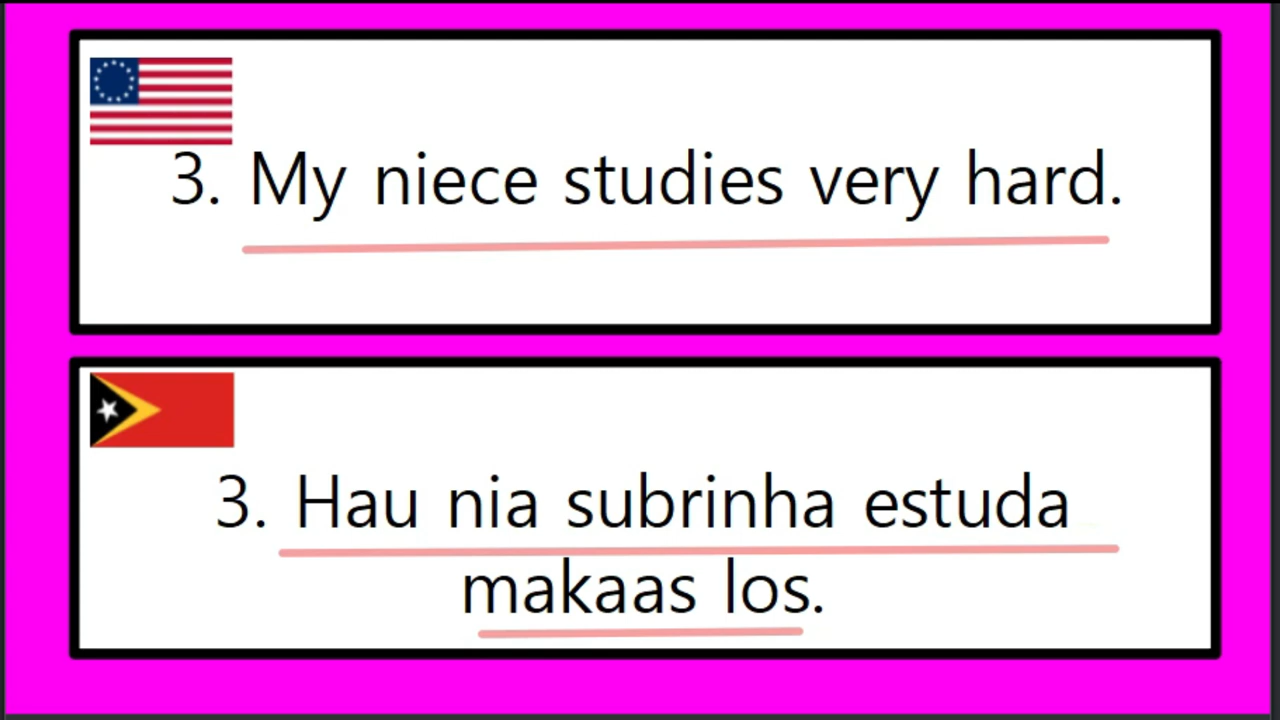 3. My niece studies very hard.
3. Hau nia subrinha estuda
makaas los.